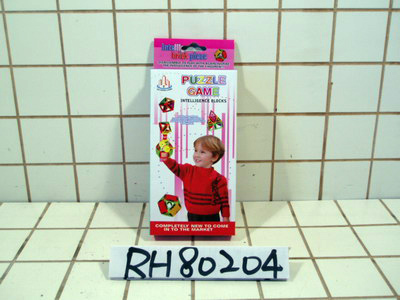 PUZZLE
GAME
INTELLIGENCE BLOCKS
COMPLETELY NEW TO COME
IN TO THE MARKET
RH80204